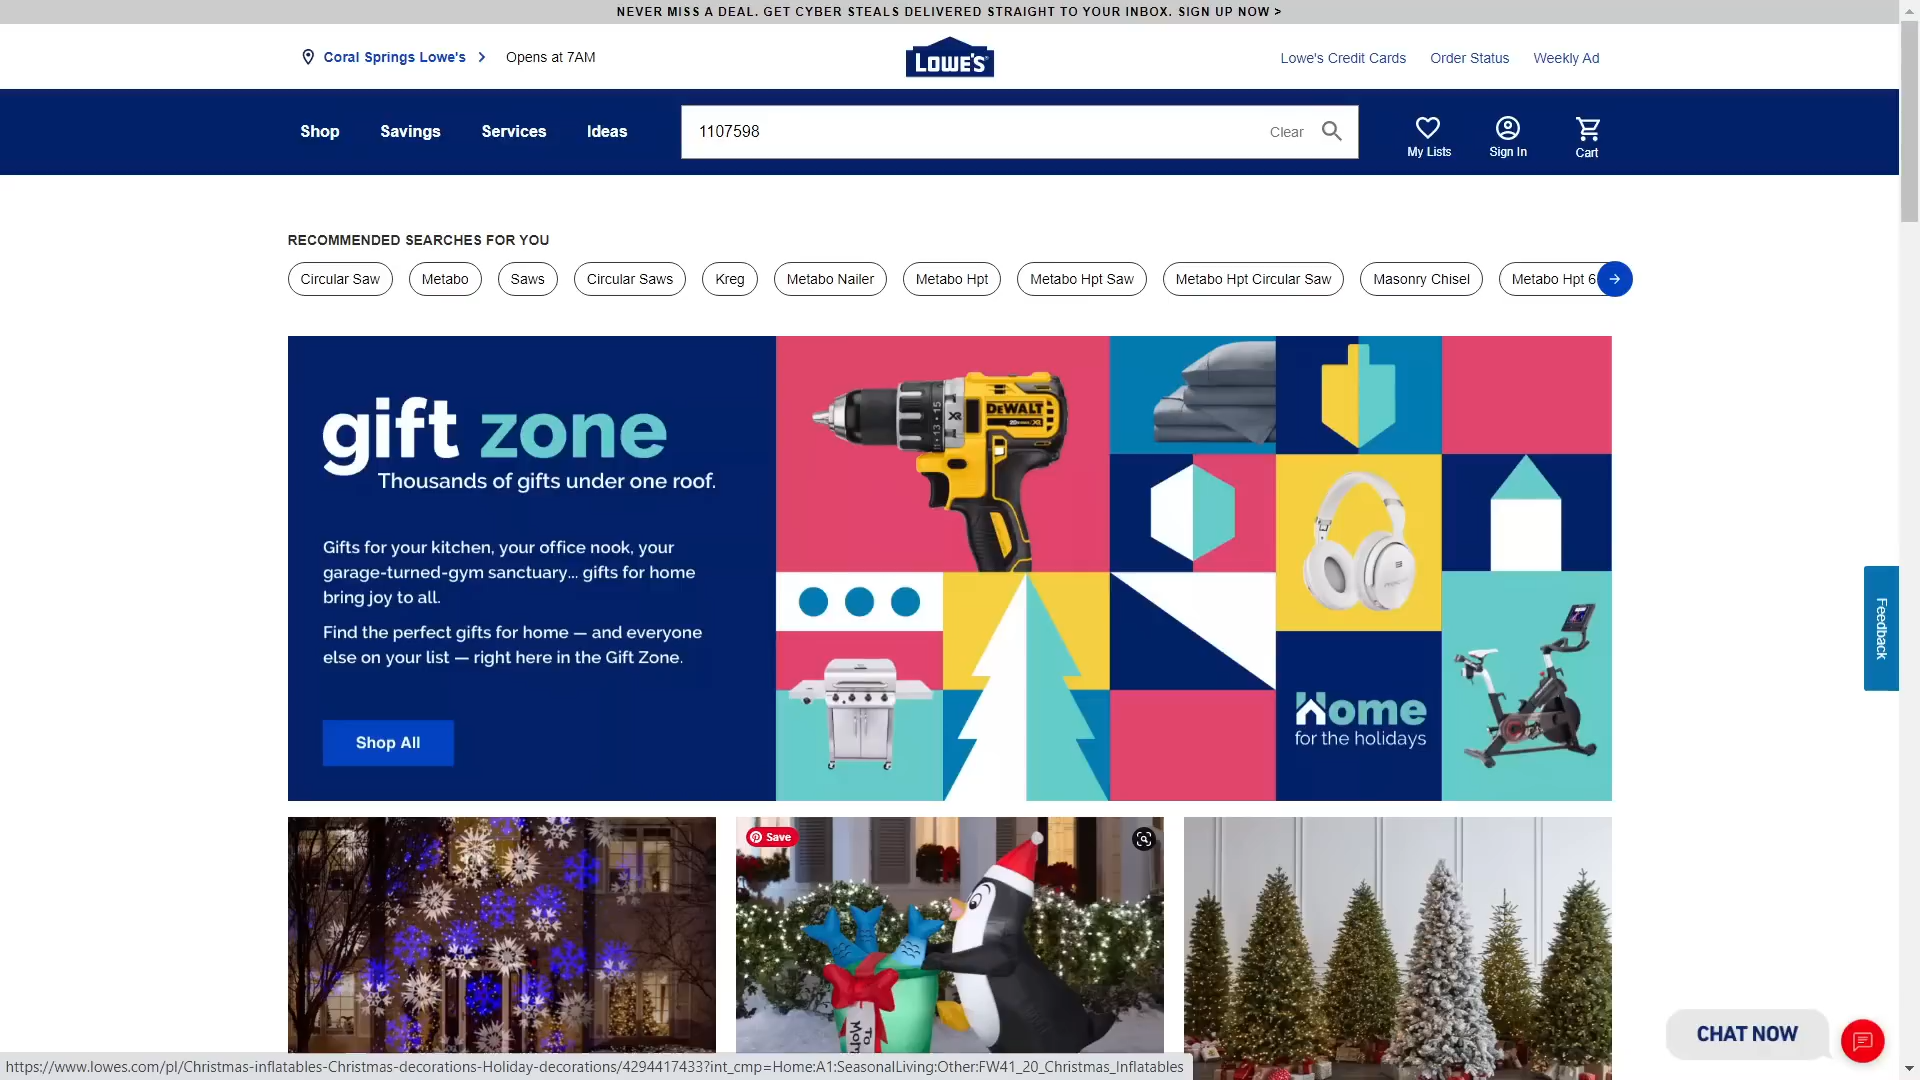 NEVER MISS A DEAL. GET CYBER STEALS DELIVERED STRAIGHT TO YOUR INBOX. SIGN UP NOW >
Coral Springs Lowe's
Opens at 7AM
LOWE'S
Lowe's Credit Cards
Order Status
Weekly Ad
Shop
Savings
Services
Ideas
1107598
Clear
My Lists
Sign In
Cart
RECOMMENDED SEARCHES FOR YOU
Circular Saw
Metabo
Saws
Circular Saws
Kreg
Metabo Nailer
Metabo Hpt
Metabo Hpt Saw
Metabo Hpt Circular Saw
Masonry Chisel
Metabo Hpt 6
gift zone
Thousands of gifts under one roof.
Gifts for your kitchen, your office nook, your
garage-turned-gym sanctuary... gifts for home
bring joy to all.
Find the perfect gifts for home — and everyone
else on your list — right here in the Gift Zone.
Shop All
DEWALT
XR
Home
for the holidays
Feedback
Save
To
Mom
CHAT NOW
https://www.lowes.com/pl/Christmas-inflatables-Christmas-decorations-Holiday-decorations/4294417433?int_cmp=Home:A1:SeasonalLiving:Other:FW41_20_Christmas_Inflatables